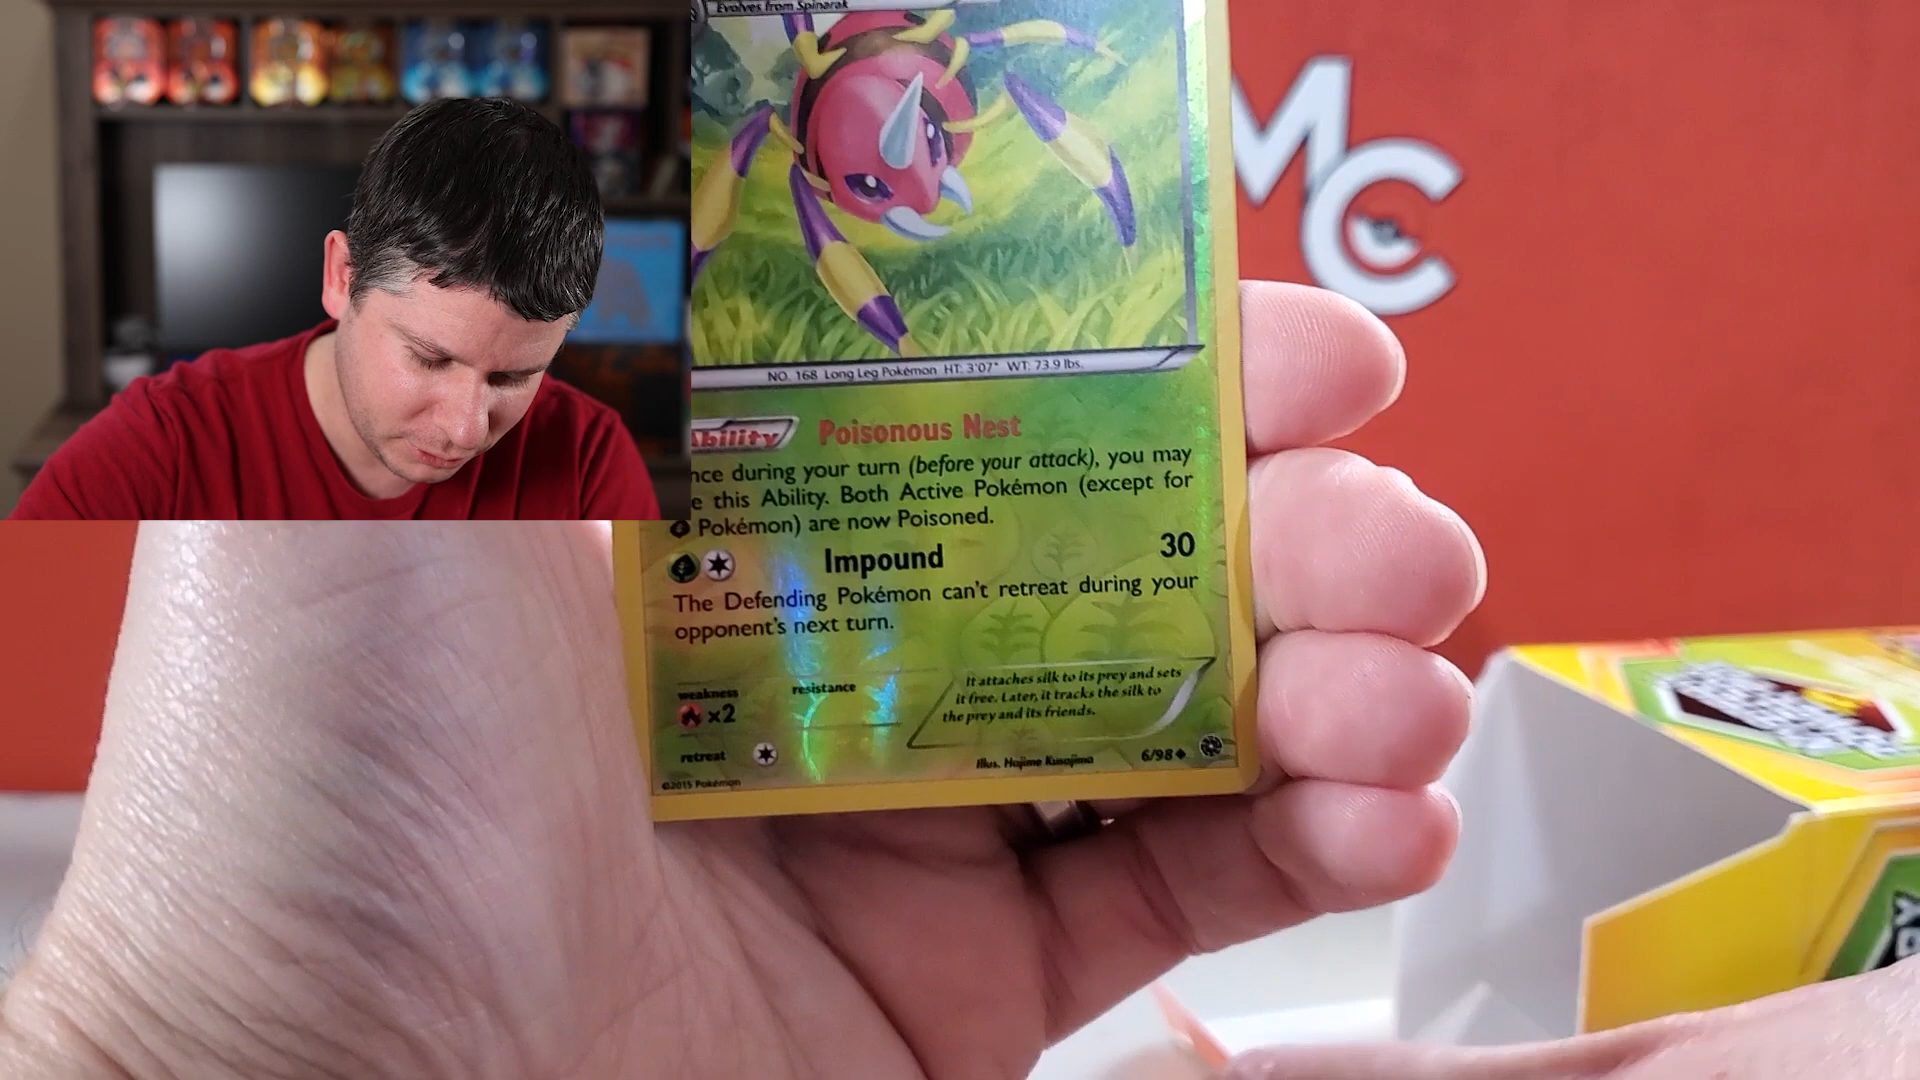 Evolves from Spinarak
MC
NO. 168 Long Leg Pokémon HT: 3'07" WT: 73.9 lbs.
Ability Poisonous Nest
nce during your turn (before your attack), you may
e this Ability. Both Active Pokémon (except for
Pokémon) are now Poisoned.
Impound 30
The Defending Pokémon can't retreat during your
opponent's next turn.
weakness resistance
x2
It attaches silk to its prey and sets
it free. Later, it tracks the silk to
the prey and its friends.
retreat
Illus. Hajime Kusajima 6/98
©2015 Pokémon